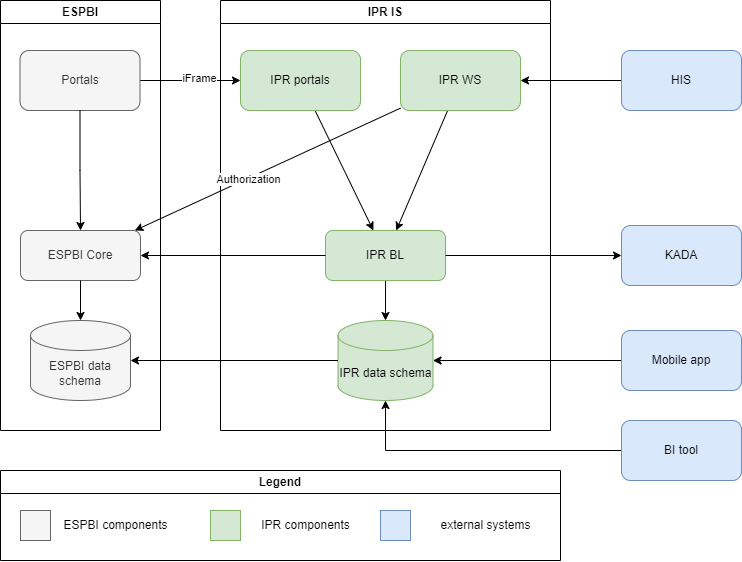 ESPBI
IPR IS
Portals
iFrame
IPR portals
IPR WS
HIS
Authorization
ESPBI Core
IPR BL
KADA
ESPBI data
schema
IPR data schema
Mobile app
BI tool
Legend
ESPBI components
IPR components
external systems